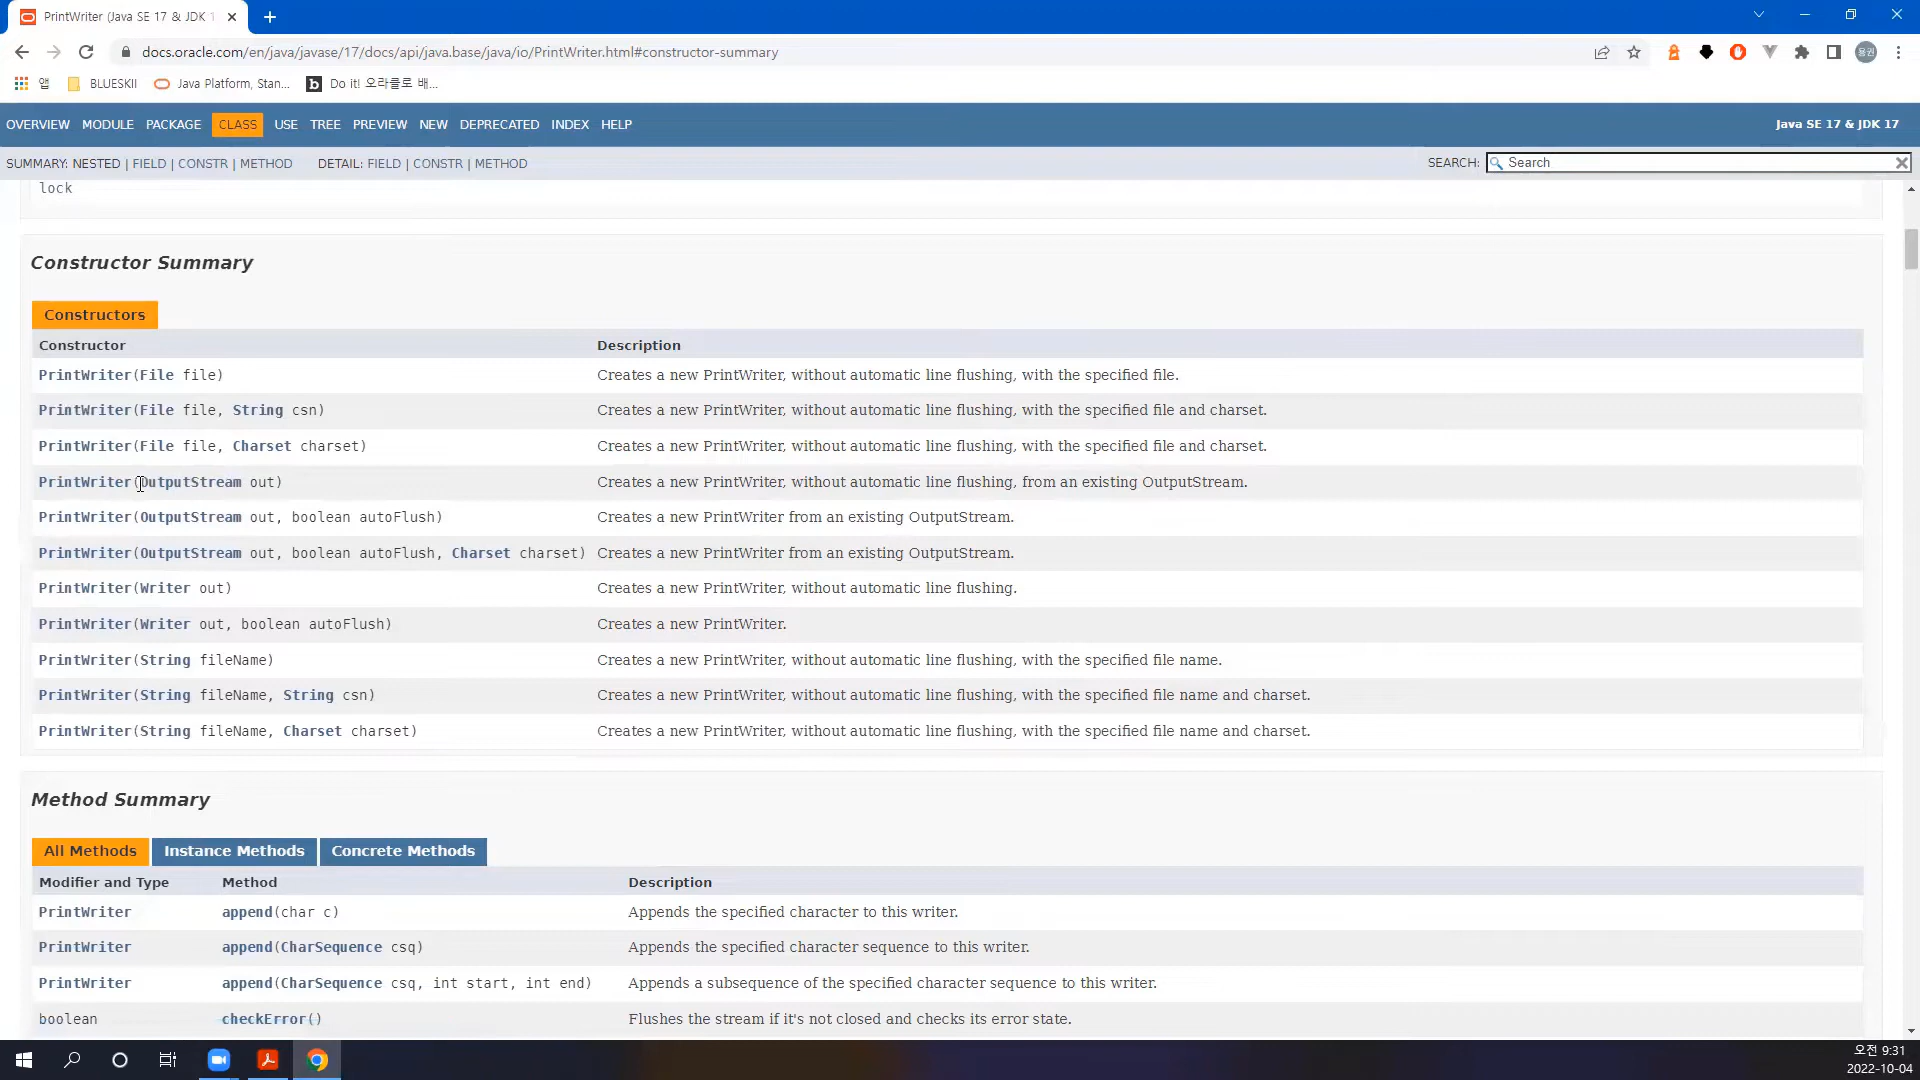 PrintWriter (Java SE 17 & JDK 1
docs.oracle.com/en/java/javase/17/docs/api/java.base/java/io/PrintWriter.html#constructor-summary
용권
앱 BLUESKII Java Platform, Stan... Do it! 오라클로 배...
OVERVIEW MODULE PACKAGE CLASS USE TREE PREVIEW NEW DEPRECATED INDEX HELP Java SE 17 & JDK 17
SUMMARY: NESTED | FIELD | CONSTR | METHOD DETAIL: FIELD | CONSTR | METHOD SEARCH: Search
lock
Constructor Summary
Constructors
Constructor Description
PrintWriter(File file) Creates a new PrintWriter, without automatic line flushing, with the specified file.
PrintWriter(File file, String csn) Creates a new PrintWriter, without automatic line flushing, with the specified file and charset.
PrintWriter(File file, Charset charset) Creates a new PrintWriter, without automatic line flushing, with the specified file and charset.
PrintWriter(OutputStream out) Creates a new PrintWriter, without automatic line flushing, from an existing OutputStream.
PrintWriter(OutputStream out, boolean autoFlush) Creates a new PrintWriter from an existing OutputStream.
PrintWriter(OutputStream out, boolean autoFlush, Charset charset) Creates a new PrintWriter from an existing OutputStream.
PrintWriter(Writer out) Creates a new PrintWriter, without automatic line flushing.
PrintWriter(Writer out, boolean autoFlush) Creates a new PrintWriter.
PrintWriter(String fileName) Creates a new PrintWriter, without automatic line flushing, with the specified file name.
PrintWriter(String fileName, String csn) Creates a new PrintWriter, without automatic line flushing, with the specified file name and charset.
PrintWriter(String fileName, Charset charset) Creates a new PrintWriter, without automatic line flushing, with the specified file name and charset.
Method Summary
All Methods Instance Methods Concrete Methods
Modifier and Type Method Description
PrintWriter append(char c) Appends the specified character to this writer.
PrintWriter append(CharSequence csq) Appends the specified character sequence to this writer.
PrintWriter append(CharSequence csq, int start, int end) Appends a subsequence of the specified character sequence to this writer.
boolean checkError() Flushes the stream if it's not closed and checks its error state.
오전 9:31
2022-10-04